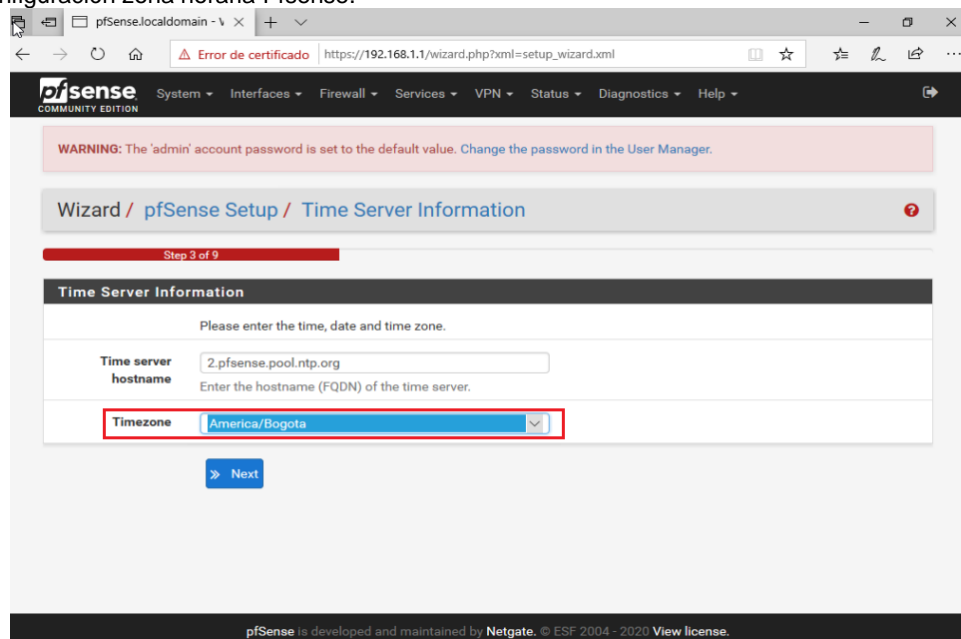 nfiguración zona horaria Pfsense.
pfSense.localdomain - V
Error de certificado https://192.168.1.1/wizard.php?xml=setup_wizard.xml
pfsense COMMUNITY EDITION System Interfaces Firewall Services VPN Status Diagnostics Help
WARNING: The 'admin' account password is set to the default value. Change the password in the User Manager.
Wizard / pfSense Setup / Time Server Information
Step 3 of 9
Time Server Information
Please enter the time, date and time zone.
Time server hostname
2.pfsense.pool.ntp.org
Enter the hostname (FQDN) of the time server.
Timezone America/Bogota
Next
pfSense is developed and maintained by Netgate. © ESF 2004 - 2020 View license.